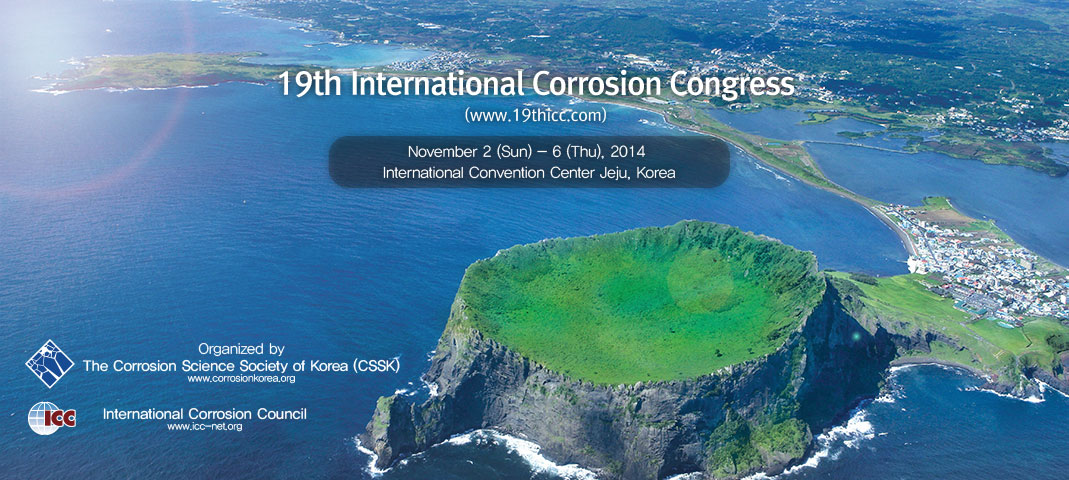 19th International Corrosion Congress
(www.19thicc.com)
November 2 (Sun) – 6 (Thu), 2014
International Convention Center Jeju, Korea
Organized by
The Corrosion Science Society of Korea (CSSK)
www.corrosionkorea.org
ICC
International Corrosion Council
www.icc-net.org